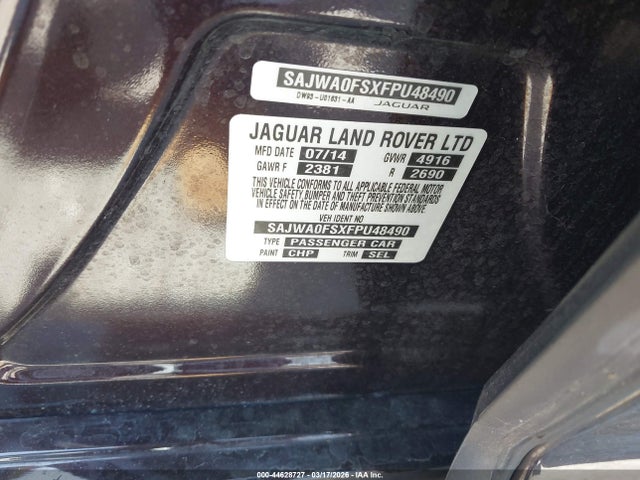 SAJWA0FSXFPU48490
DW93-U01631-AA JAGUAR
JAGUAR LAND ROVER LTD
MFD DATE 07/14 GVWR 4916
GAWR F 2381 R 2690
THIS VEHICLE CONFORMS TO ALL APPLICABLE FEDERAL MOTOR
VEHICLE SAFETY, BUMPER AND THEFT PREVENTION STANDARDS
IN EFFECT ON THE DATE OF MANUFACTURE SHOWN ABOVE.
VEH IDENT NO
SAJWA0FSXFPU48490
TYPE PASSENGER CAR
PAINT CHP TRIM SEL
000-44628727 - 03/17/2026 - IAA Inc.